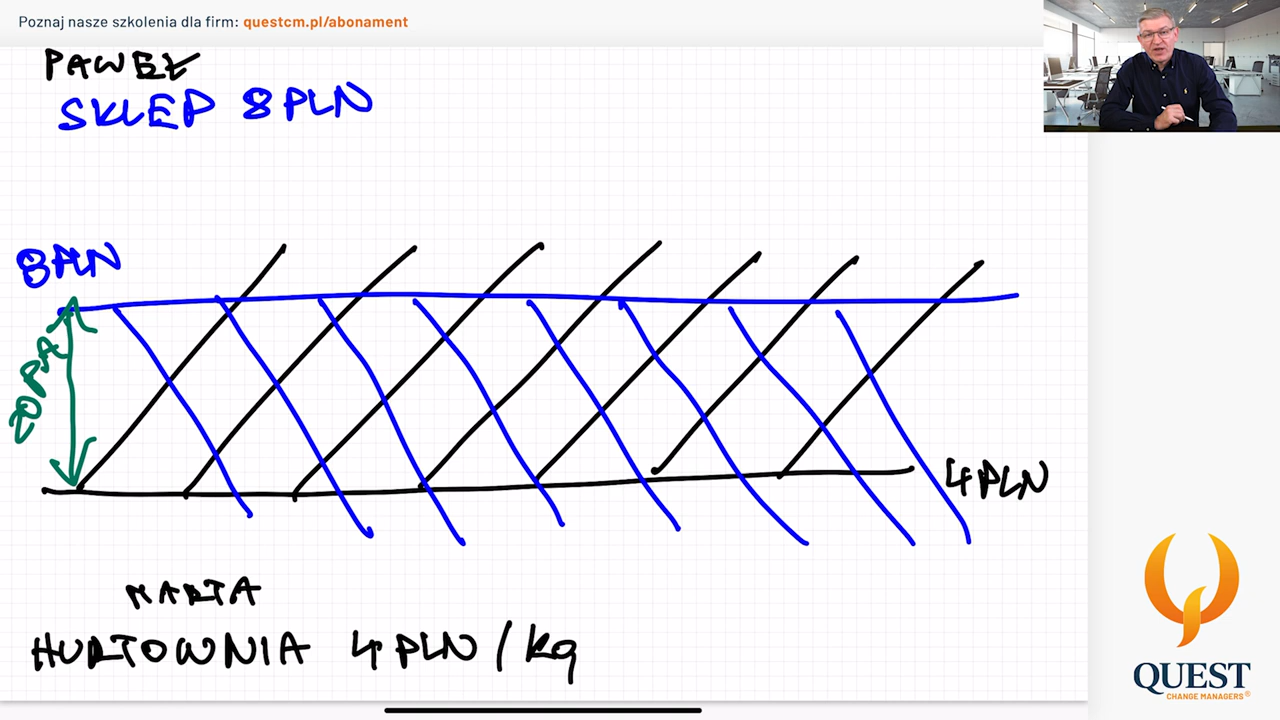 Poznaj nasze szkolenia dla firm: questcm.pl/abonament
PAWEŁ
SKLEP 8 PLN
8 PLN
4 PLN
MARTA
HURTOWNIA 4 PLN / kg
QUEST
CHANGE MANAGERS®